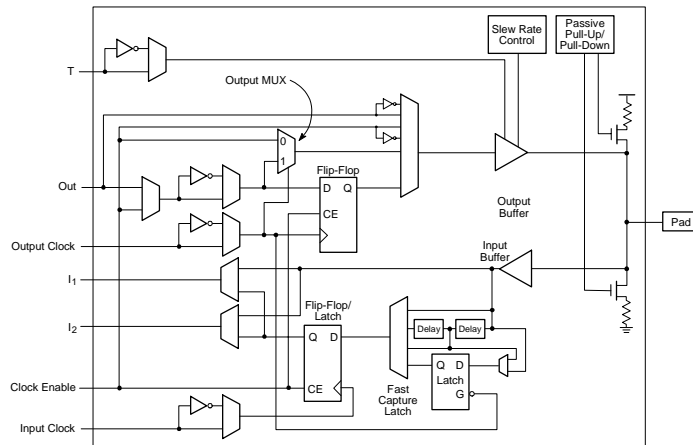 Slew Rate
Control
Passive
Pull-Up/
Pull-Down
T
Output MUX
0
1
Out
Flip-Flop
D
Q
CE
Output
Buffer
Pad
Output Clock
Input
Buffer
I1
Flip-Flop/
Latch
I2
Delay
Delay
Q
D
Q
D
Latch
G
Fast
Capture
Latch
Clock Enable
CE
Input Clock